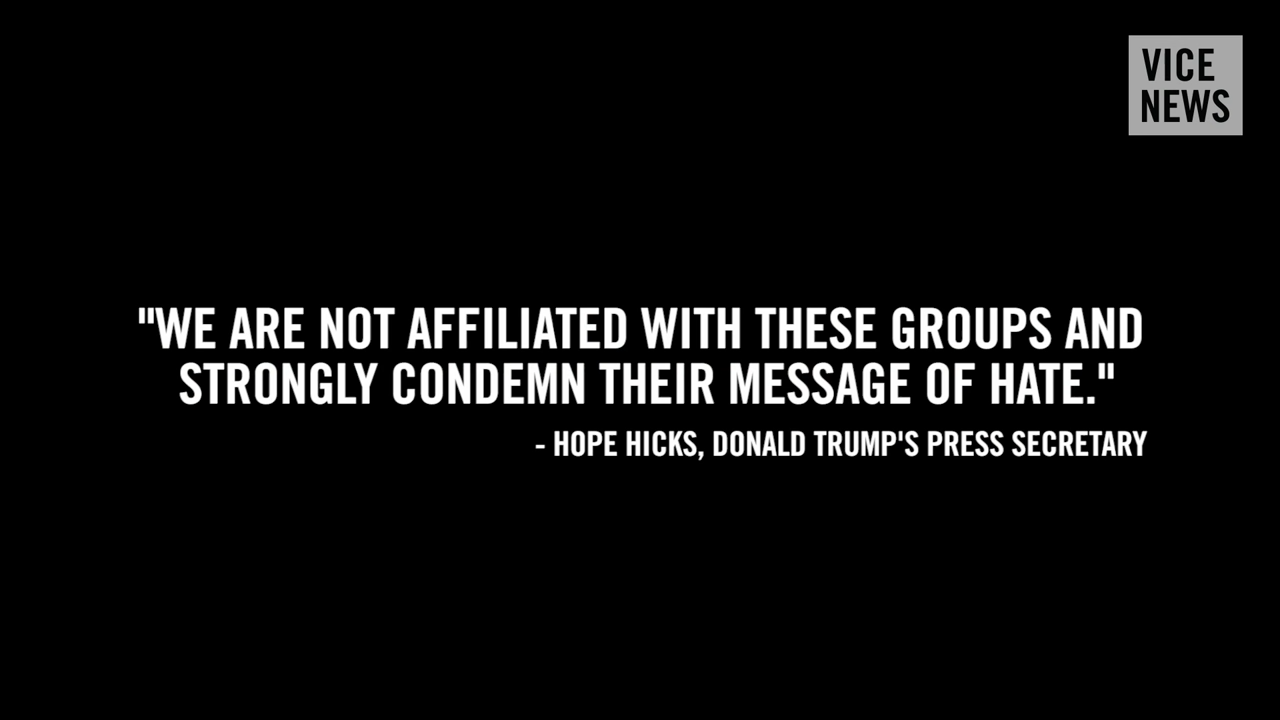 VICE
NEWS
"WE ARE NOT AFFILIATED WITH THESE GROUPS AND
STRONGLY CONDEMN THEIR MESSAGE OF HATE."
- HOPE HICKS, DONALD TRUMP'S PRESS SECRETARY